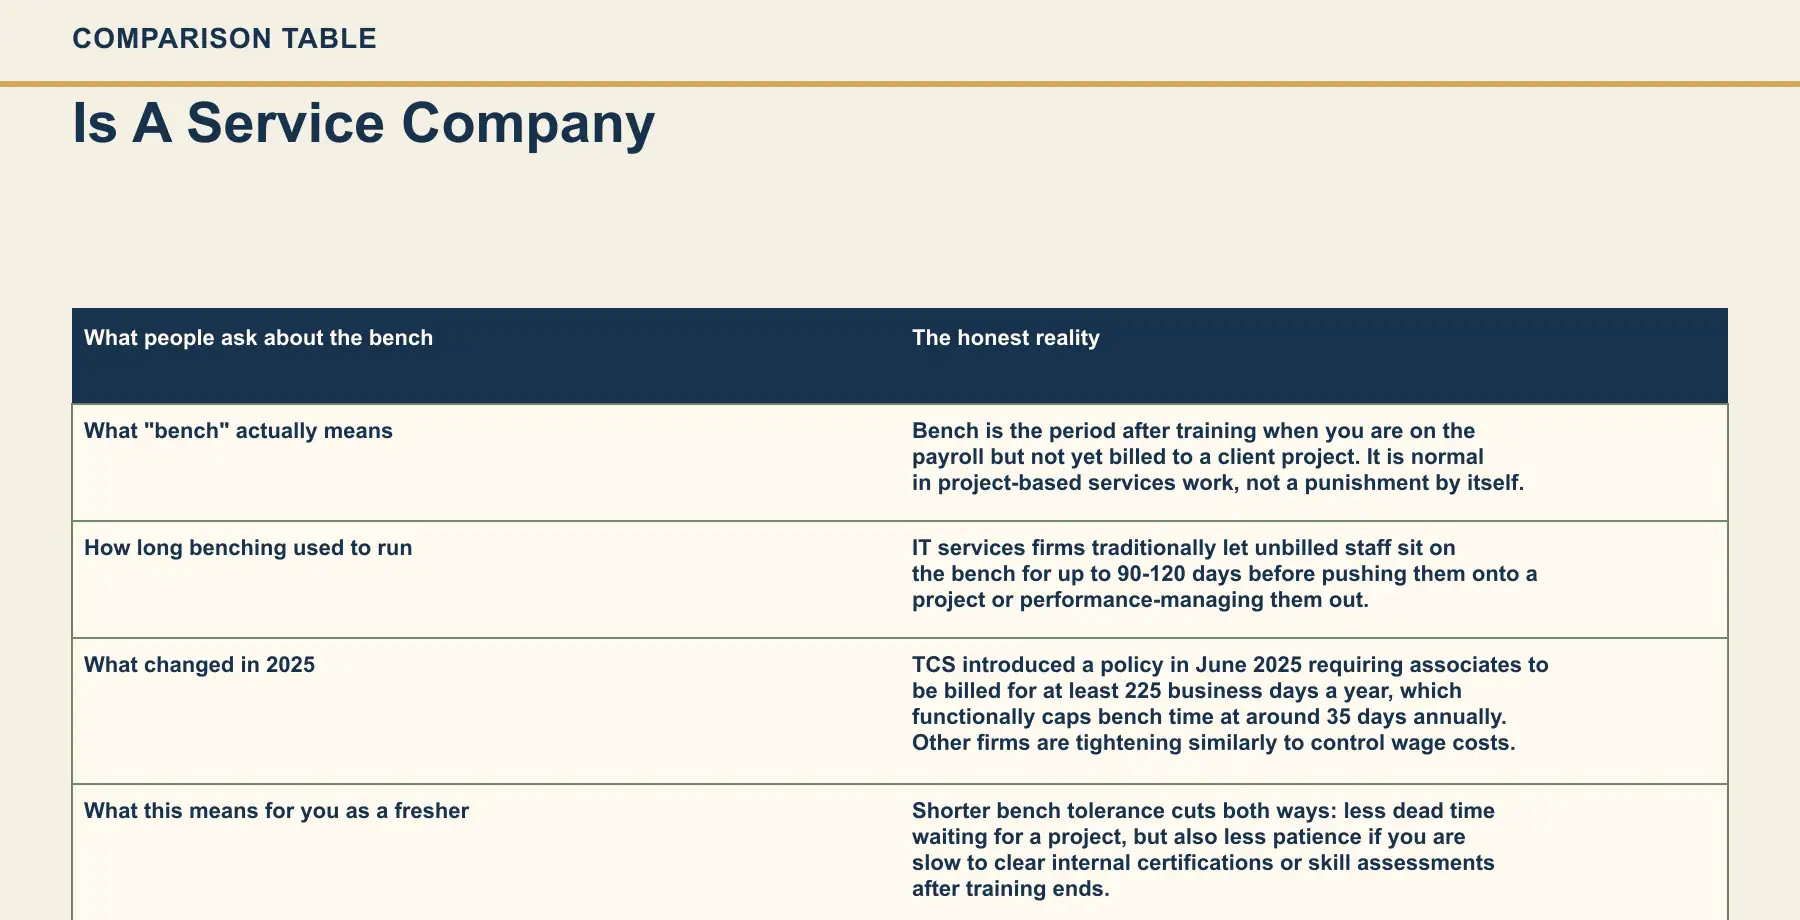 COMPARISON TABLE
Is A Service Company
What people ask about the bench
The honest reality
What "bench" actually means
Bench is the period after training when you are on the
payroll but not yet billed to a client project. It is normal
in project-based services work, not a punishment by itself.
How long benching used to run
IT services firms traditionally let unbilled staff sit on
the bench for up to 90-120 days before pushing them onto a
project or performance-managing them out.
What changed in 2025
TCS introduced a policy in June 2025 requiring associates to
be billed for at least 225 business days a year, which
functionally caps bench time at around 35 days annually.
Other firms are tightening similarly to control wage costs.
What this means for you as a fresher
Shorter bench tolerance cuts both ways: less dead time
waiting for a project, but also less patience if you are
slow to clear internal certifications or skill assessments
after training ends.